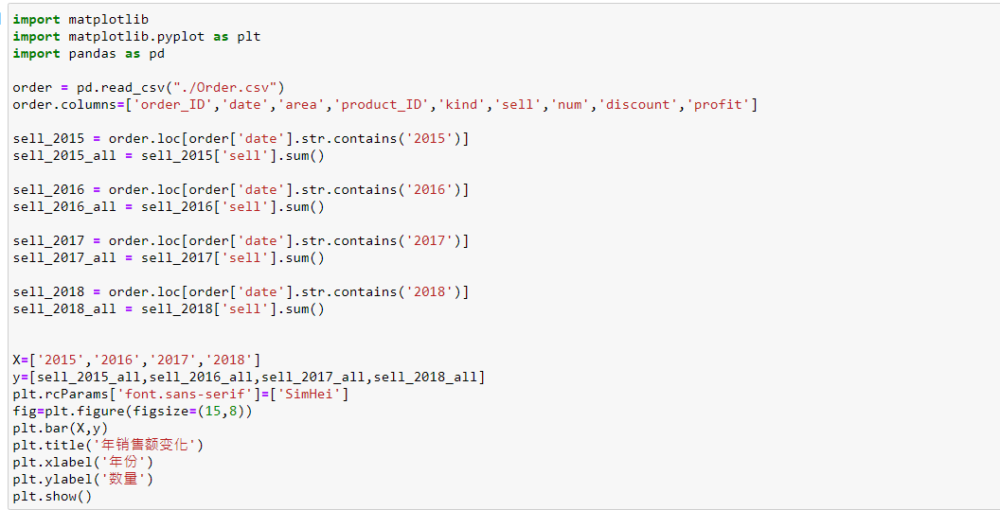 import matplotlib
import matplotlib.pyplot as plt
import pandas as pd
order = pd.read_csv("./Order.csv")
order.columns=['order_ID','date','area','product_ID','kind','sell','num','discount','profit']
sell_2015 = order.loc[order['date'].str.contains('2015')]
sell_2015_all = sell_2015['sell'].sum()
sell_2016 = order.loc[order['date'].str.contains('2016')]
sell_2016_all = sell_2016['sell'].sum()
sell_2017 = order.loc[order['date'].str.contains('2017')]
sell_2017_all = sell_2017['sell'].sum()
sell_2018 = order.loc[order['date'].str.contains('2018')]
sell_2018_all = sell_2018['sell'].sum()
X=['2015','2016','2017','2018']
y=[sell_2015_all,sell_2016_all,sell_2017_all,sell_2018_all]
plt.rcParams['font.sans-serif']=['SimHei']
fig=plt.figure(figsize=(15,8))
plt.bar(X,y)
plt.title('年销售额变化')
plt.xlabel('年份')
plt.ylabel('数量')
plt.show()